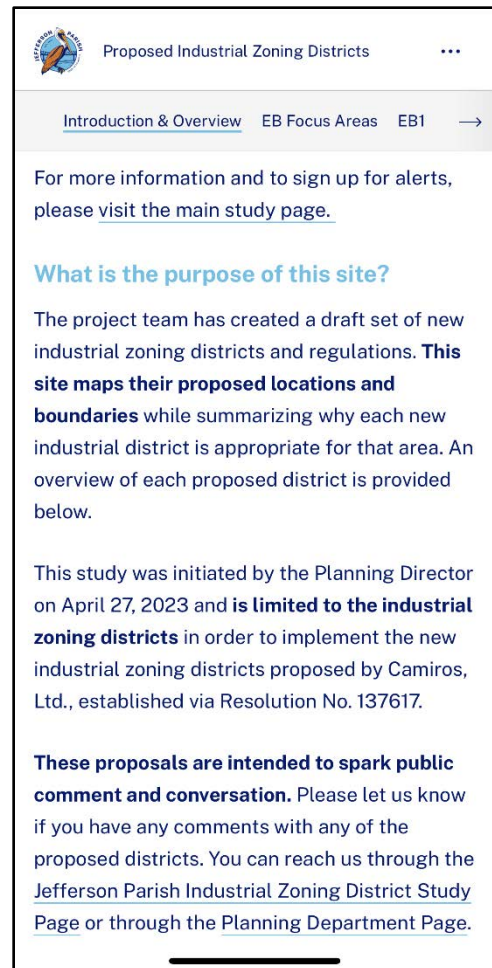 JEFFERSON PARISH
Proposed Industrial Zoning Districts
Introduction & Overview EB Focus Areas EB1
For more information and to sign up for alerts,
please visit the main study page.
What is the purpose of this site?
The project team has created a draft set of new
industrial zoning districts and regulations. This
site maps their proposed locations and
boundaries while summarizing why each new
industrial district is appropriate for that area. An
overview of each proposed district is provided
below.
This study was initiated by the Planning Director
on April 27, 2023 and is limited to the industrial
zoning districts in order to implement the new
industrial zoning districts proposed by Camiros,
Ltd., established via Resolution No. 137617.
These proposals are intended to spark public
comment and conversation. Please let us know
if you have any comments with any of the
proposed districts. You can reach us through the
Jefferson Parish Industrial Zoning District Study
Page or through the Planning Department Page.